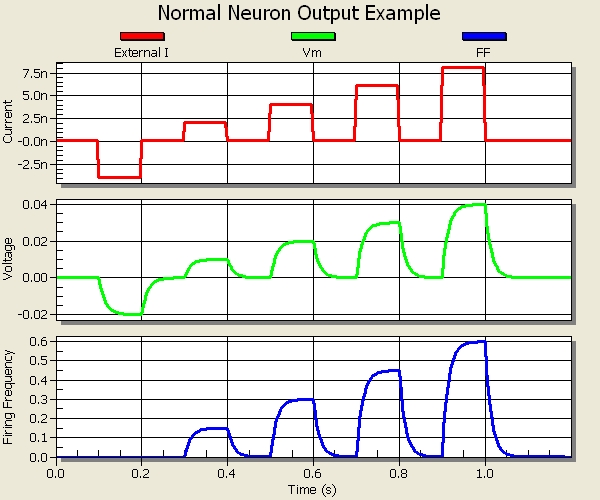 Normal Neuron Output Example
External I Vm FF
7.5n
5.0n
2.5n
-0.0n
-2.5n
Current
0.04
0.02
0.00
-0.02
Voltage
0.6
0.5
0.4
0.3
0.2
0.1
0.0
Firing Frequency
0.0 0.2 0.4 0.6 0.8 1.0
Time (s)